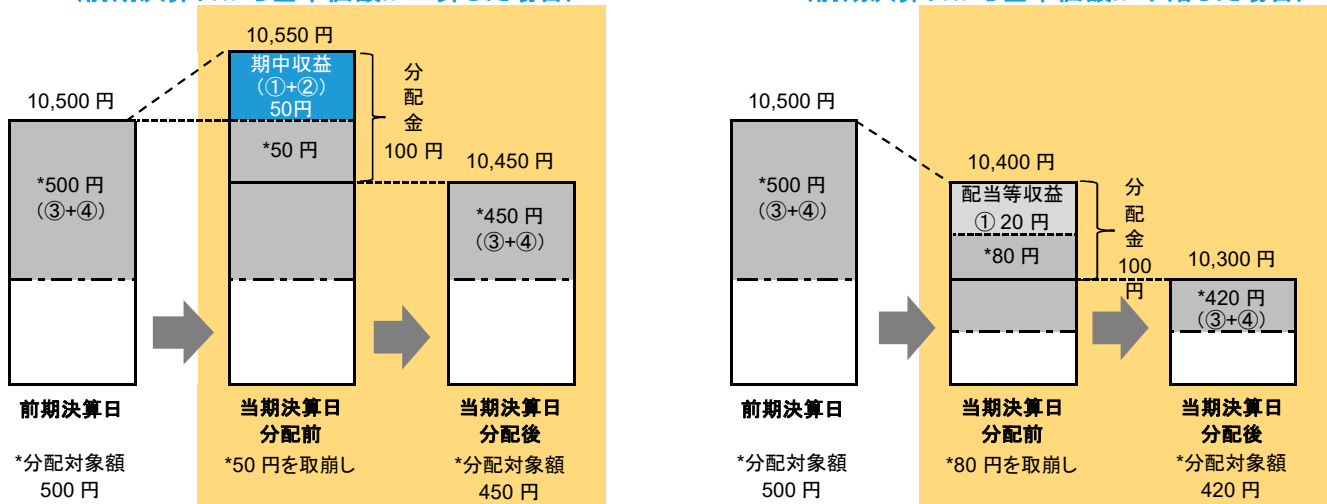 10,550 円
期中収益
(①+②)
50円
分
配
金
100 円
10,500 円
*500 円
(③+④)
*50 円
10,450 円
*450 円
(③+④)
前期決算日
当期決算日
分配前
当期決算日
分配後
*分配対象額
500 円
*50 円を取崩し
*分配対象額
450 円
10,500 円
*500 円
(③+④)
10,400 円
配当等収益
① 20 円
*80 円
分
配
金
100
円
10,300 円
*420 円
(③+④)
前期決算日
当期決算日
分配前
当期決算日
分配後
*分配対象額
500 円
*80 円を取崩し
*分配対象額
420 円